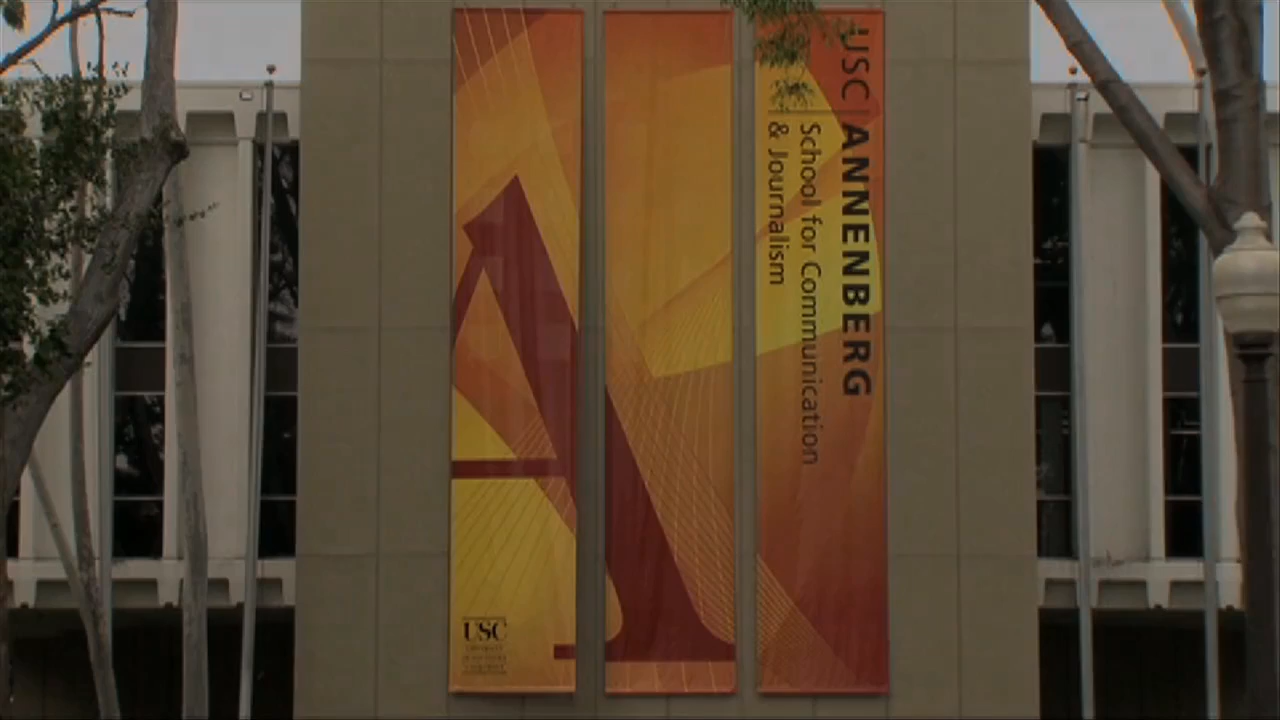 USC ANNENBERG
School for Communication
& Journalism
A
USC